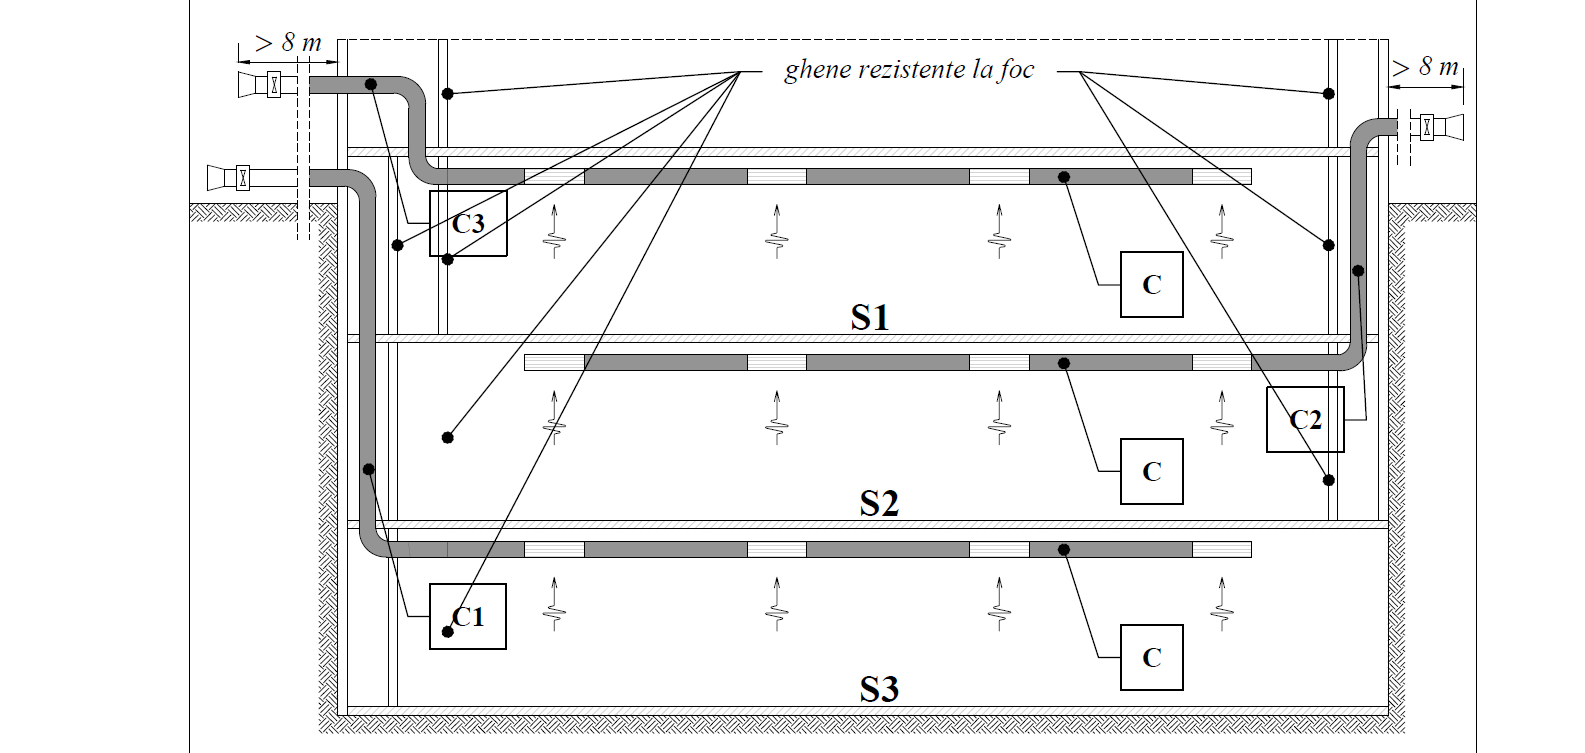 > 8 m
ghene rezistente la foc
> 8 m
C3
C
S1
C2
C
S2
C1
C
S3